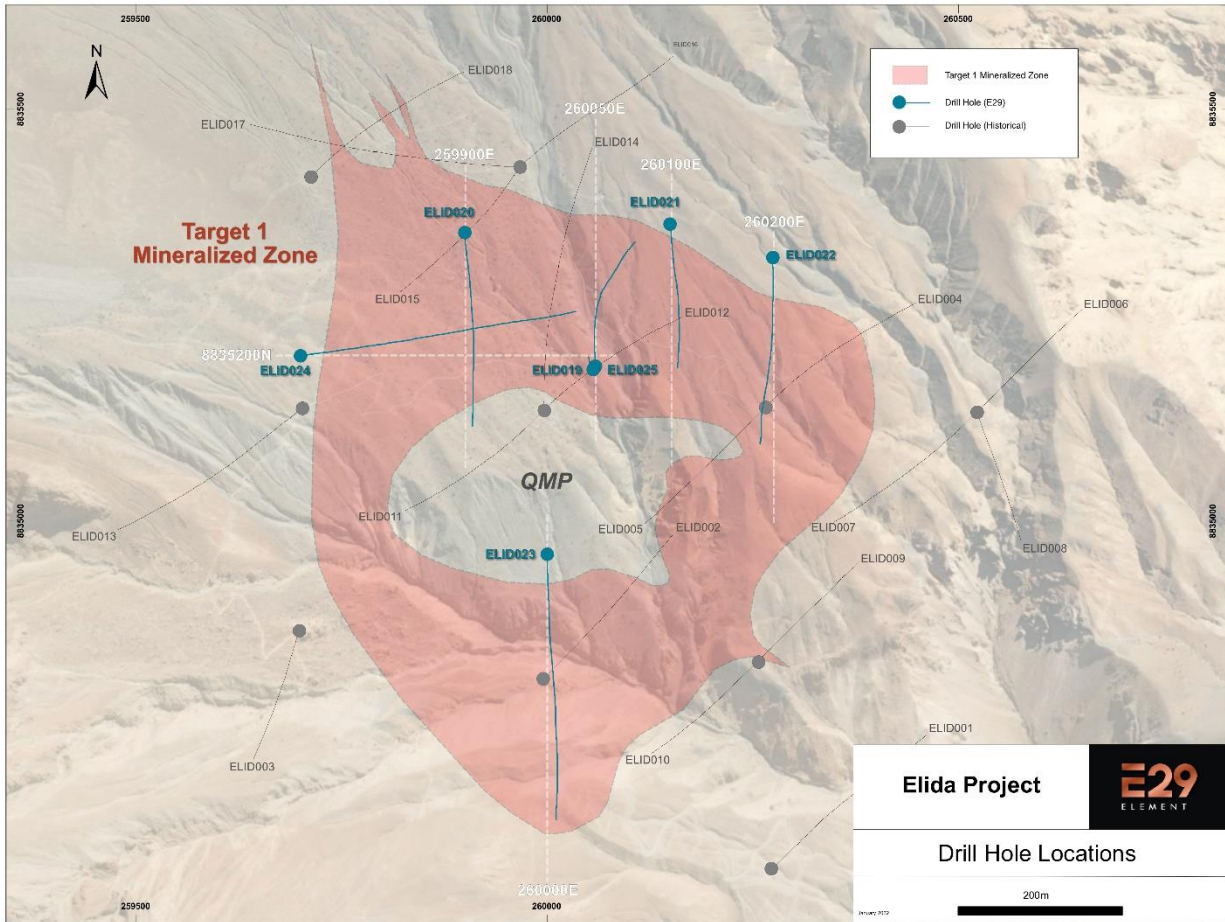 259500
260000
260500
N
8835500
8835500
ELID016
ELID018
ELID017
260050E
ELID014
259900E
260100E
ELID020
ELID021
260200E
ELID022
Target 1
Mineralized Zone
ELID015
ELID004
ELID006
ELID012
8835200N
ELID024
ELID019
ELID025
QMP
ELID011
ELID013
8835000
8835000
ELID005
ELID002
ELID007
ELID008
ELID023
ELID009
ELID003
ELID010
ELID001
260000E
259500
260000
Target 1 Mineralized Zone
Drill Hole (E29)
Drill Hole (Historical)
Elida Project
E29
ELEMENT
Drill Hole Locations
200m